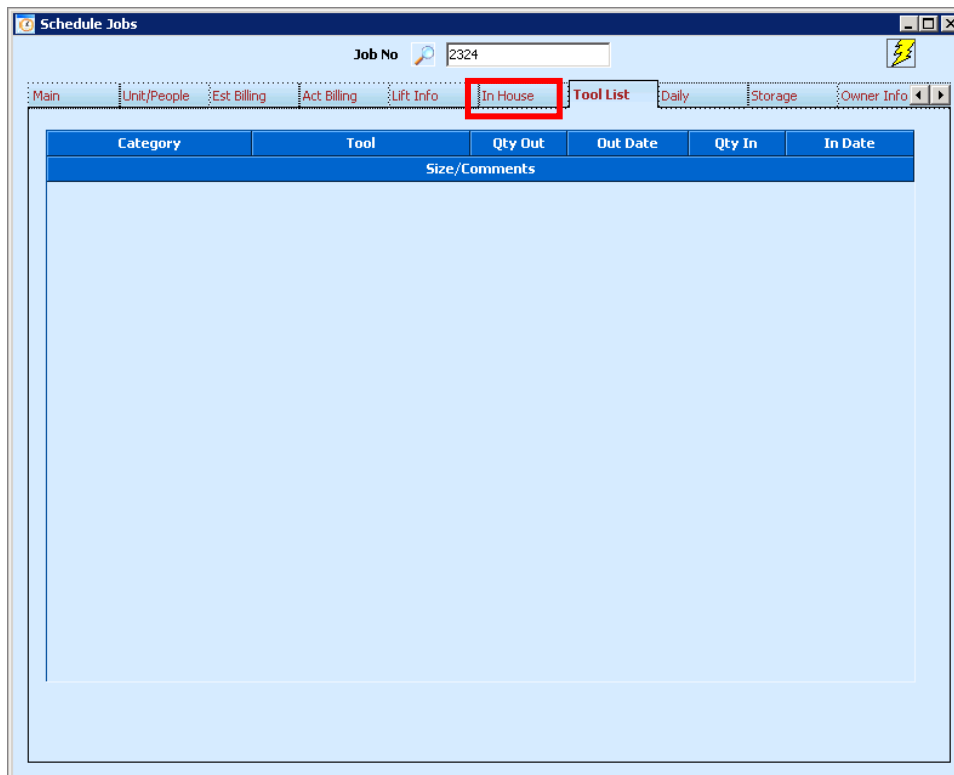 Schedule Jobs
Job No 2324
Main Unit/People Est Billing Act Billing Lift Info In House Tool List Daily Storage Owner Info
Category Tool Qty Out Out Date Qty In In Date
Size/Comments